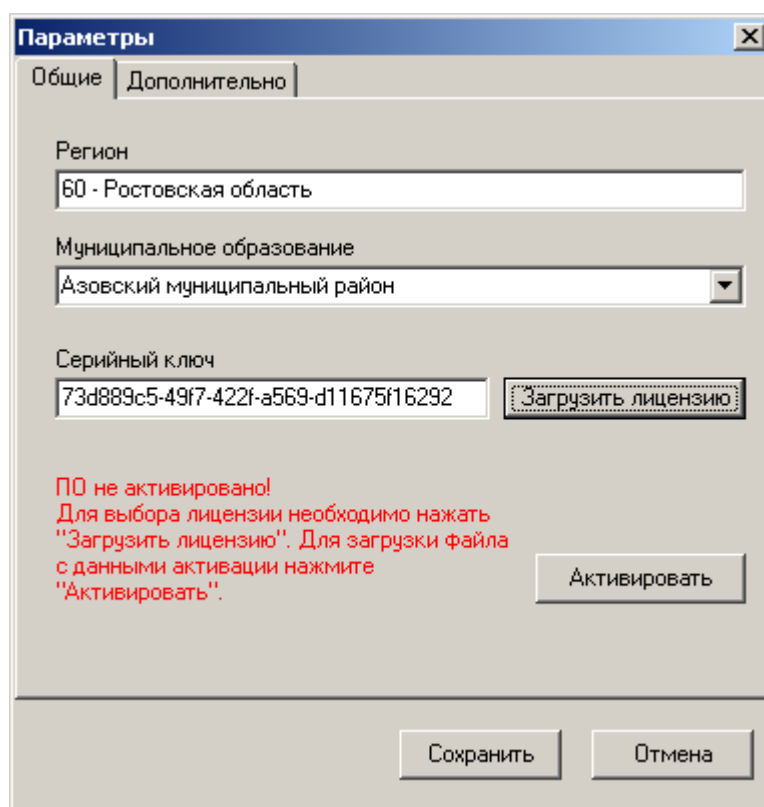 Параметры
Общие Дополнительно
Регион
60 - Ростовская область
Муниципальное образование
Азовский муниципальный район
Серийный ключ
73d889c5-49f7-422f-a569-d11675f16292 Загрузить лицензию
ПО не активировано!
Для выбора лицензии необходимо нажать
"Загрузить лицензию". Для загрузки файла
с данными активации нажмите
"Активировать".
Активировать
Сохранить Отмена